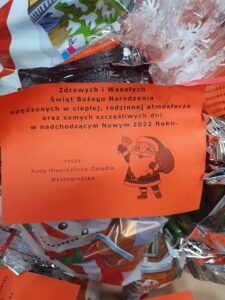 Zdrowych i Wesołych
Świąt Bożego Narodzenia
spędzonych w ciepłej, rodzinnej atmosferze
oraz samych szczęśliwych dni
w nadchodzącym Nowym 2022 Roku.
życzy
Rada Mieszkańców Osiedla
Wyszogrodzka